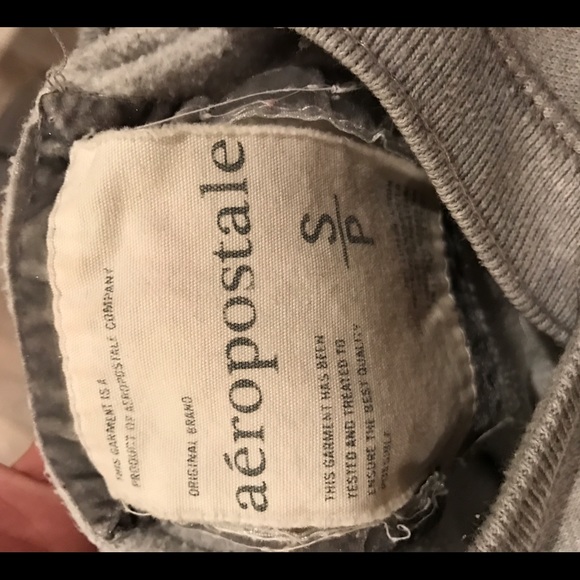 THIS GARMENT IS A
PRODUCT OF AEROPOSTALE COMPANY
ORIGINAL BRAND
aéropostale
S/P
THIS GARMENT HAS BEEN
TESTED AND TREATED TO
ENSURE THE BEST QUALITY
POSSIBLE